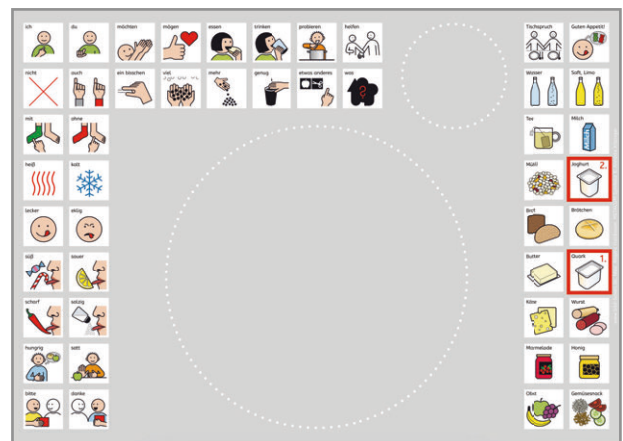 ich
du
möchten
mögen
essen
trinken
probieren
helfen
Tischspruch
Guten Appetit!
nicht
auch
ein bisschen
viel
mehr
genug
etwas anderes
was
Wasser
Saft, Limo
mit
ohne
Tee
Milch
heiß
kalt
Müsli
Joghurt 2.
lecker
eklig
Brot
Brötchen
süß
sauer
Butter
Quark 1.
scharf
salzig
Käse
Wurst
hungrig
satt
Marmelade
Honig
bitte
danke
Obst
Gemüsesnack